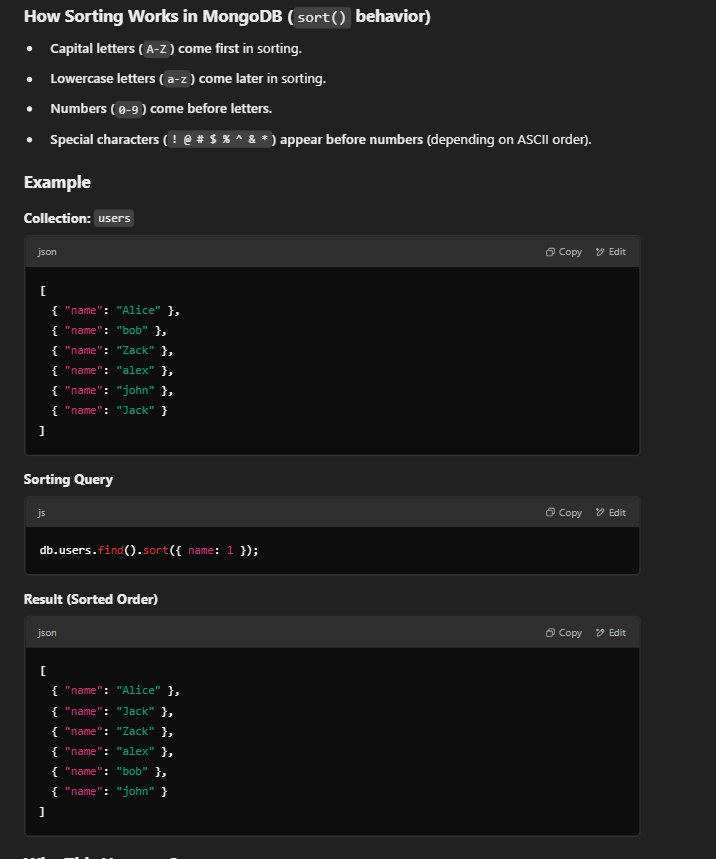 How Sorting Works in MongoDB ( sort() behavior)
• Capital letters ( A-Z ) come first in sorting.
• Lowercase letters ( a-z ) come later in sorting.
• Numbers ( 0-9 ) come before letters.
• Special characters ( ! @ # $ % ^ & * ) appear before numbers (depending on ASCII order).
Example
Collection: users
json Copy Edit
[
{ "name": "Alice" },
{ "name": "bob" },
{ "name": "Zack" },
{ "name": "alex" },
{ "name": "john" },
{ "name": "Jack" }
]
Sorting Query
js Copy Edit
db.users.find().sort({ name: 1 });
Result (Sorted Order)
json Copy Edit
[
{ "name": "Alice" },
{ "name": "Jack" },
{ "name": "Zack" },
{ "name": "alex" },
{ "name": "bob" },
{ "name": "john" }
]